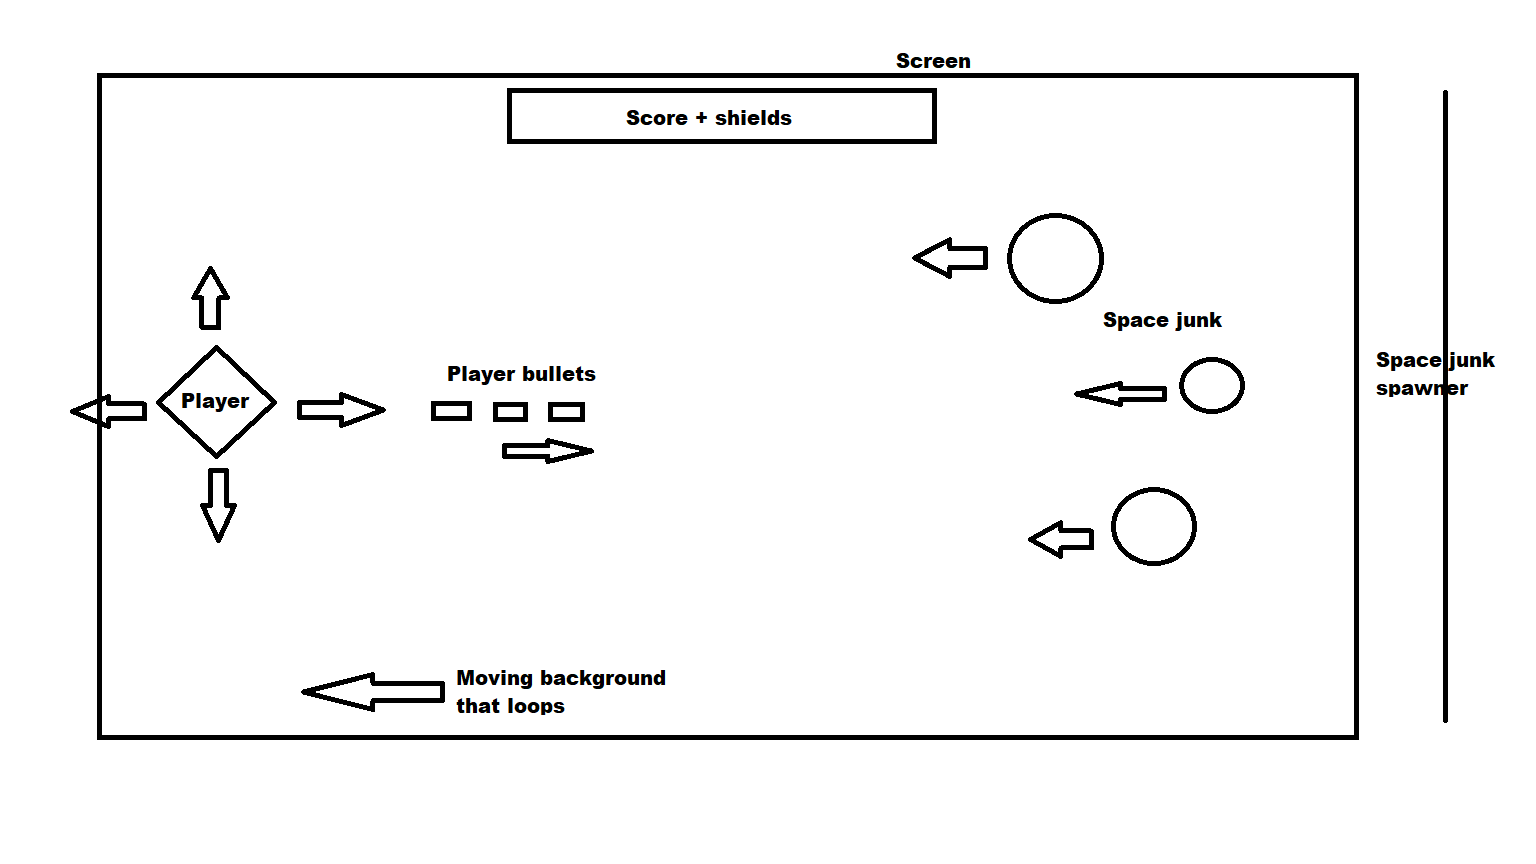 Screen
Score + shields
Space junk
Space junk
spawner
Player bullets
Player
Moving background
that loops